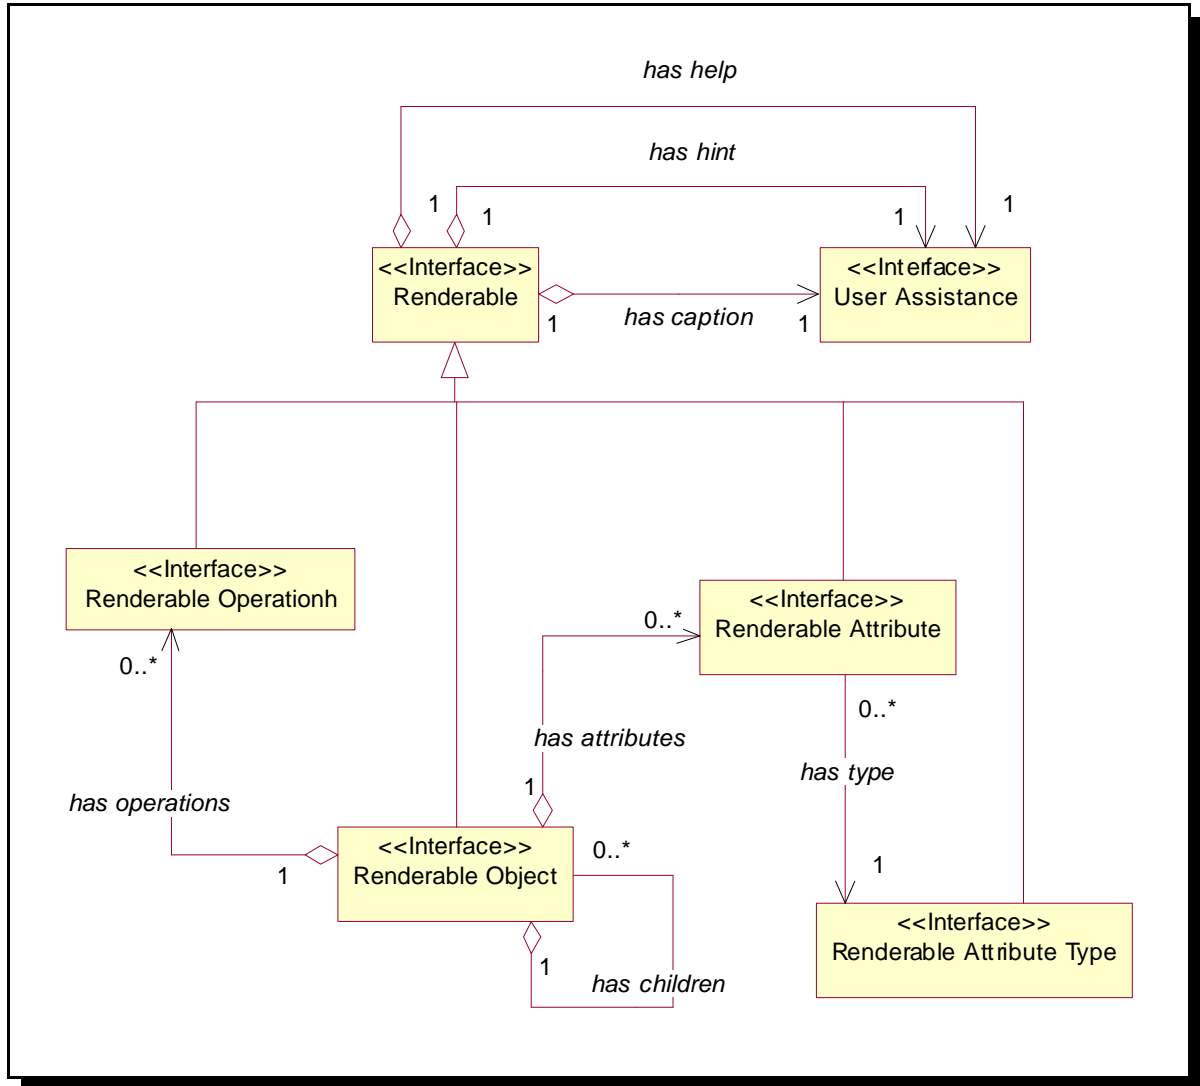 has help
has hint
1
1
1
1
<<Interface>>
Renderable
<<Interface>>
User Assistance
1
has caption
1
<<Interface>>
Renderable Operationh
<<Interface>>
Renderable Attribute
0..*
0..*
0..*
has attributes
has type
1
has operations
<<Interface>>
Renderable Object
0..*
1
1
<<Interface>>
Renderable Attribute Type
1
has children